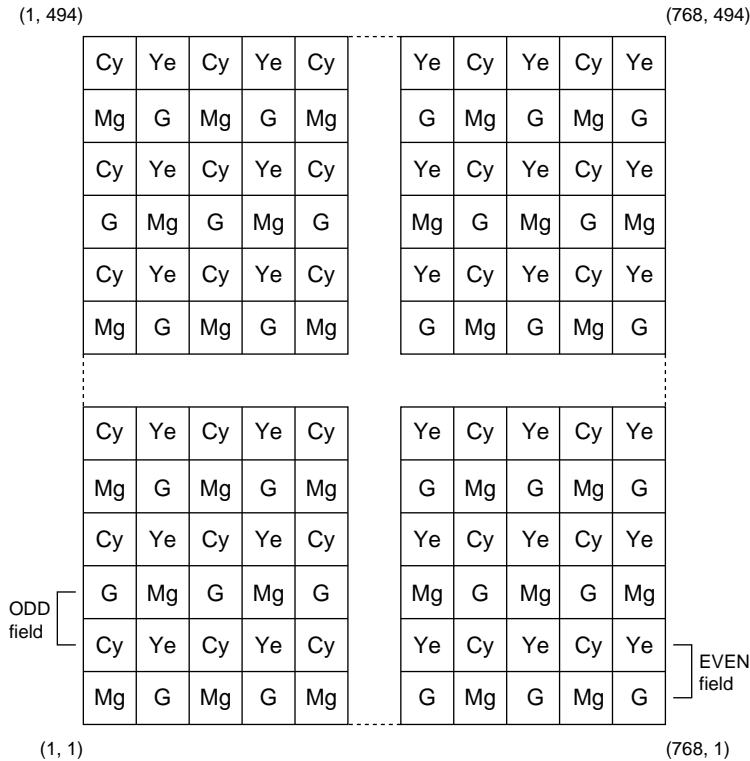 (1, 494) (768, 494)
Cy Ye Cy Ye Cy Ye Cy Ye Cy Ye
Mg G Mg G Mg G Mg G Mg G
Cy Ye Cy Ye Cy Ye Cy Ye Cy Ye
G Mg G Mg G Mg G Mg G Mg
Cy Ye Cy Ye Cy Ye Cy Ye Cy Ye
Mg G Mg G Mg G Mg G Mg G
Cy Ye Cy Ye Cy Ye Cy Ye Cy Ye
Mg G Mg G Mg G Mg G Mg G
Cy Ye Cy Ye Cy Ye Cy Ye Cy Ye
G Mg G Mg G Mg G Mg G Mg
ODD
field
Cy Ye Cy Ye Cy Ye Cy Ye Cy Ye
Mg G Mg G Mg G Mg G Mg G
EVEN
field
(1, 1) (768, 1)